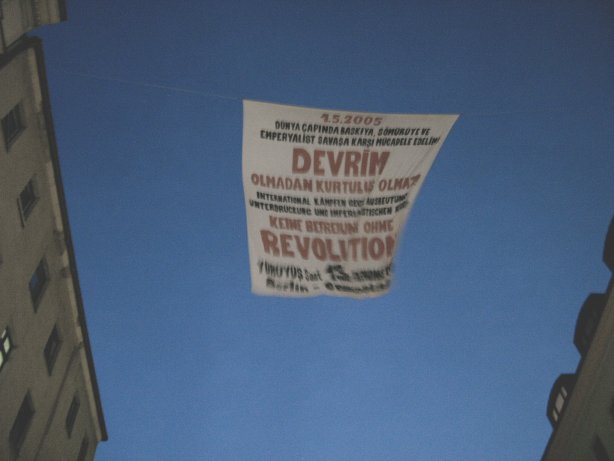 1.5.2005
DÜNYA ÇAPINDA BASKIYA, SÖMÜRÜYE VE
EMPERYALİST SAVAŞA KARŞI MÜCADELE EDELİM!
DEVRİM
OLMADAN KURTULUŞ OLMAZ!
INTERNATIONAL KÄMPFEN GEGEN AUSBEUTUNG
UNTERDRÜCKUNG UND IMPERIALISTISCHEN
KEINE BEFREIUNG OHNE
REVOLUTION
YÜRÜYÜŞ Saat 13
Berlin -